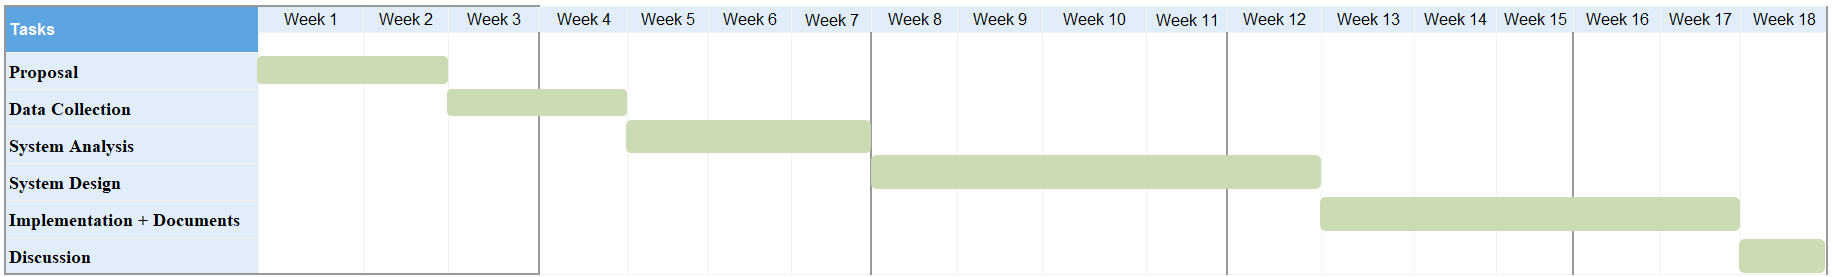 Tasks
Week 1 Week 2 Week 3 Week 4 Week 5 Week 6 Week 7 Week 8 Week 9 Week 10 Week 11 Week 12 Week 13 Week 14 Week 15 Week 16 Week 17 Week 18
Proposal
Data Collection
System Analysis
System Design
Implementation + Documents
Discussion